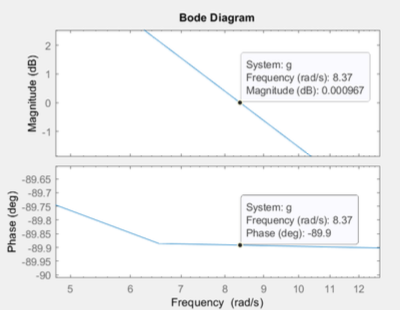 Bode Diagram
Magnitude (dB)
2
1
0
-1
System: g
Frequency (rad/s): 8.37
Magnitude (dB): 0.000967
Phase (deg)
-89.65
-89.7
-89.75
-89.8
-89.85
-89.9
-89.95
-90
System: g
Frequency (rad/s): 8.37
Phase (deg): -89.9
5 6 7 8 9 10 11 12
Frequency (rad/s)